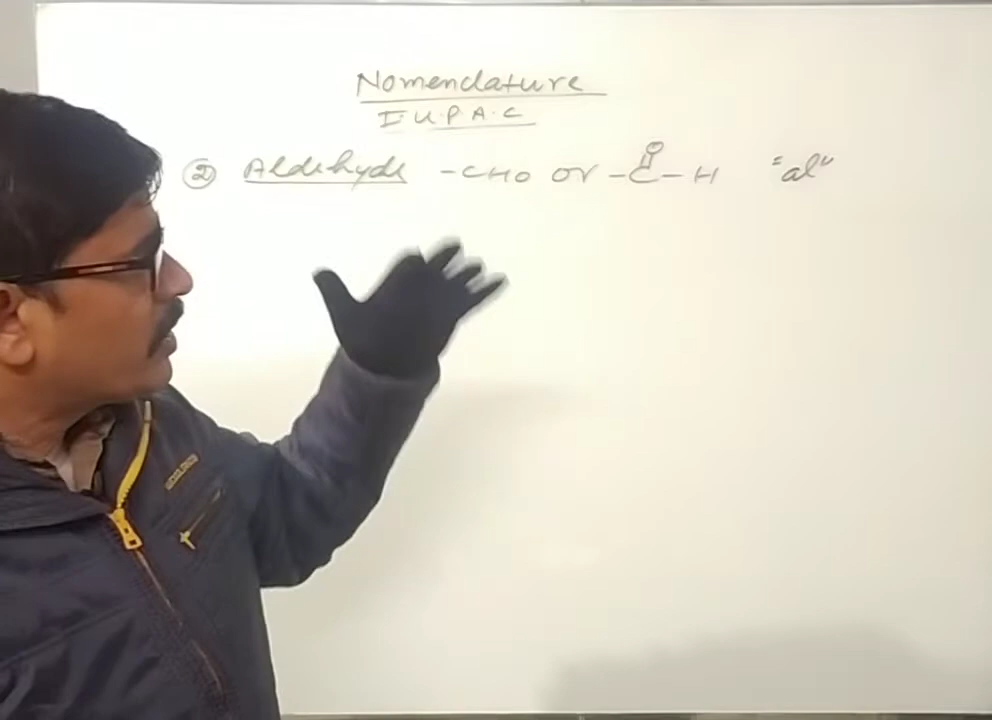 Nomenclature
I.U.P.A.C
② Aldehyde -CHO or -C-H "al"
O